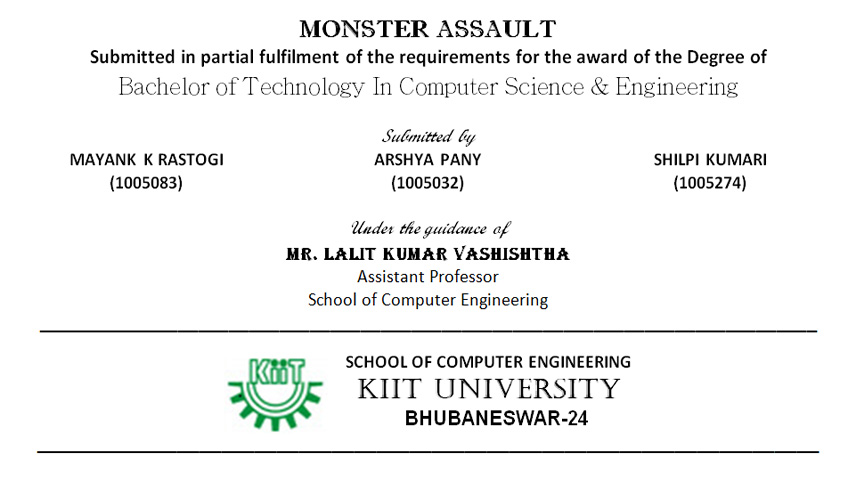 MONSTER ASSAULT
Submitted in partial fulfilment of the requirements for the award of the Degree of
Bachelor of Technology In Computer Science & Engineering
Submitted by
MAYANK K RASTOGI ARSHYA PANY SHILPI KUMARI
(1005083) (1005032) (1005274)
Under the guidance of
MR. LALIT KUMAR VASHISHTHA
Assistant Professor
School of Computer Engineering
KiiT
SCHOOL OF COMPUTER ENGINEERING
KIIT UNIVERSITY
BHUBANESWAR-24